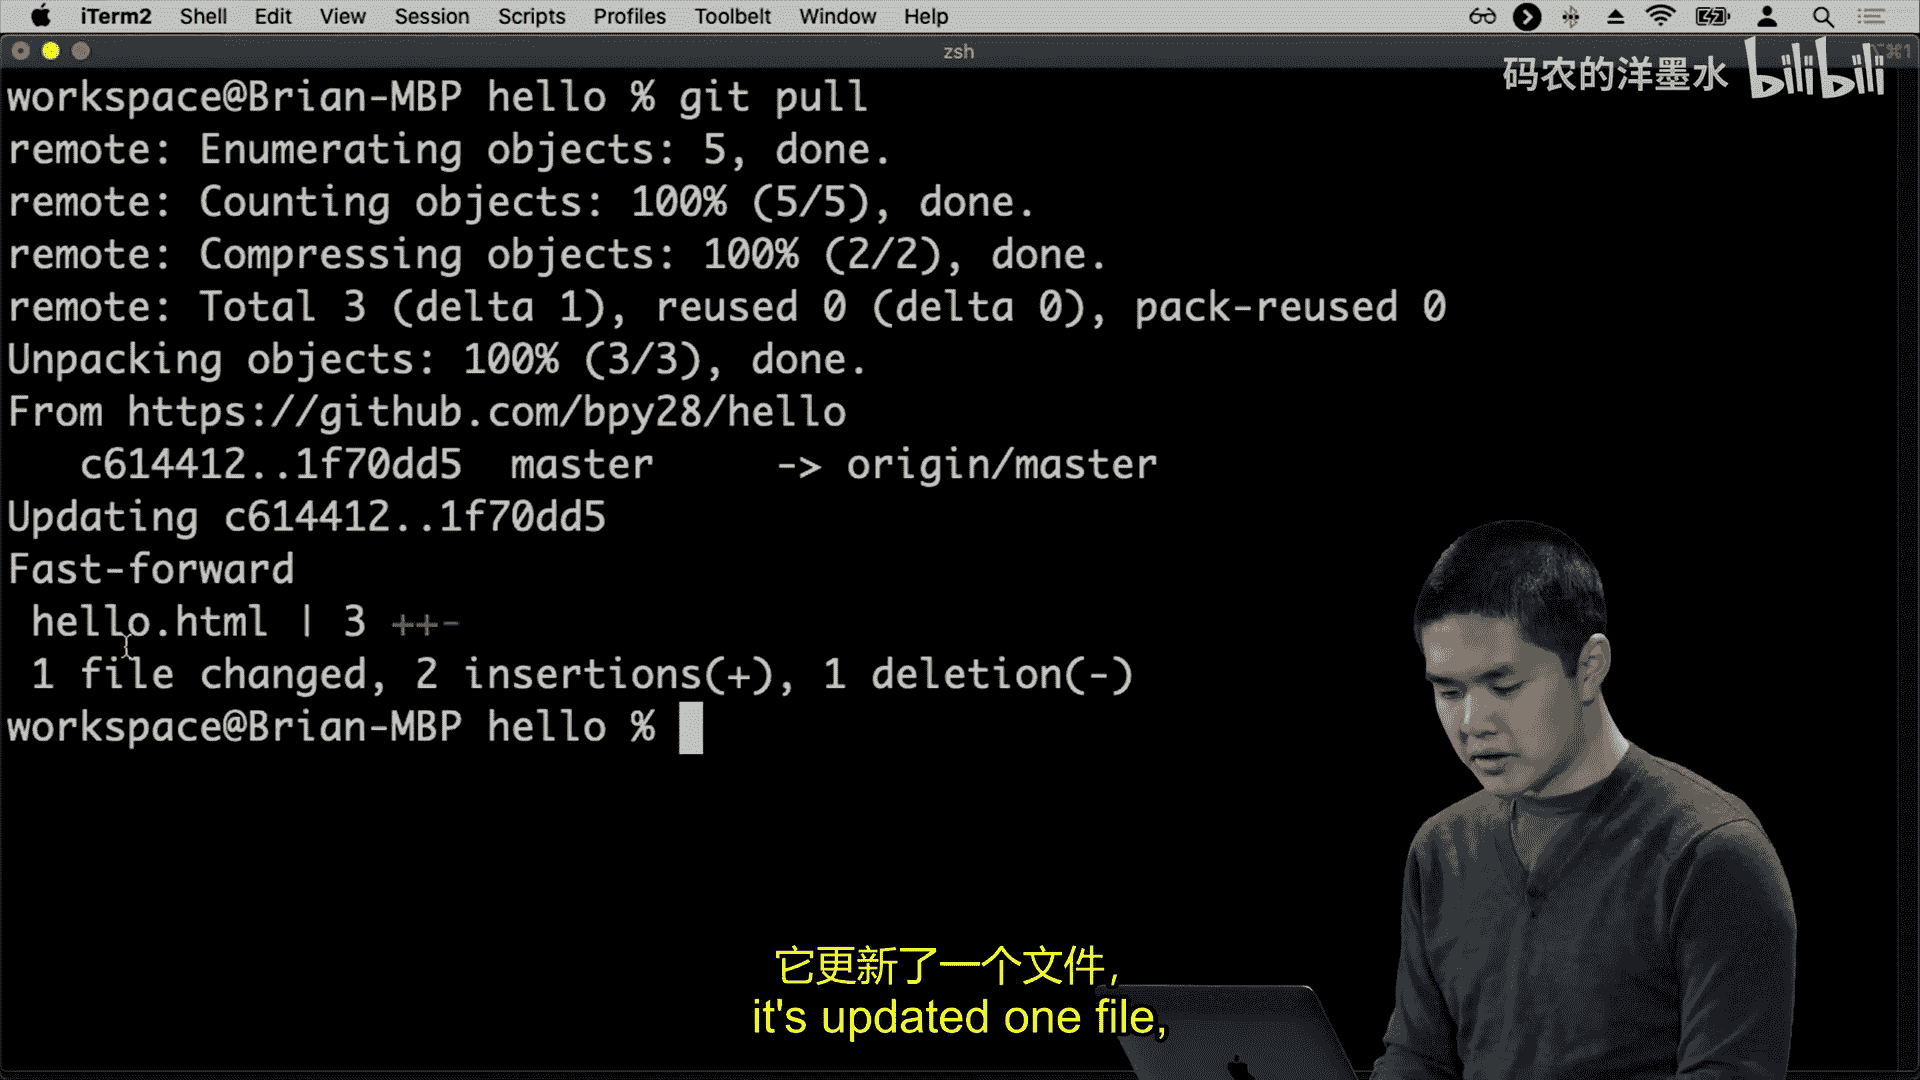 iTerm2 Shell Edit View Session Scripts Profiles Toolbelt Window Help
zsh
⌘1
码农的洋墨水 bilibili
workspace@Brian-MBP hello % git pull
remote: Enumerating objects: 5, done.
remote: Counting objects: 100% (5/5), done.
remote: Compressing objects: 100% (2/2), done.
remote: Total 3 (delta 1), reused 0 (delta 0), pack-reused 0
Unpacking objects: 100% (3/3), done.
From https://github.com/bpy28/hello
c614412..1f70dd5 master -> origin/master
Updating c614412..1f70dd5
Fast-forward
hello.html | 3 ++-
1 file changed, 2 insertions(+), 1 deletion(-)
workspace@Brian-MBP hello %
它更新了一个文件,
it's updated one file,